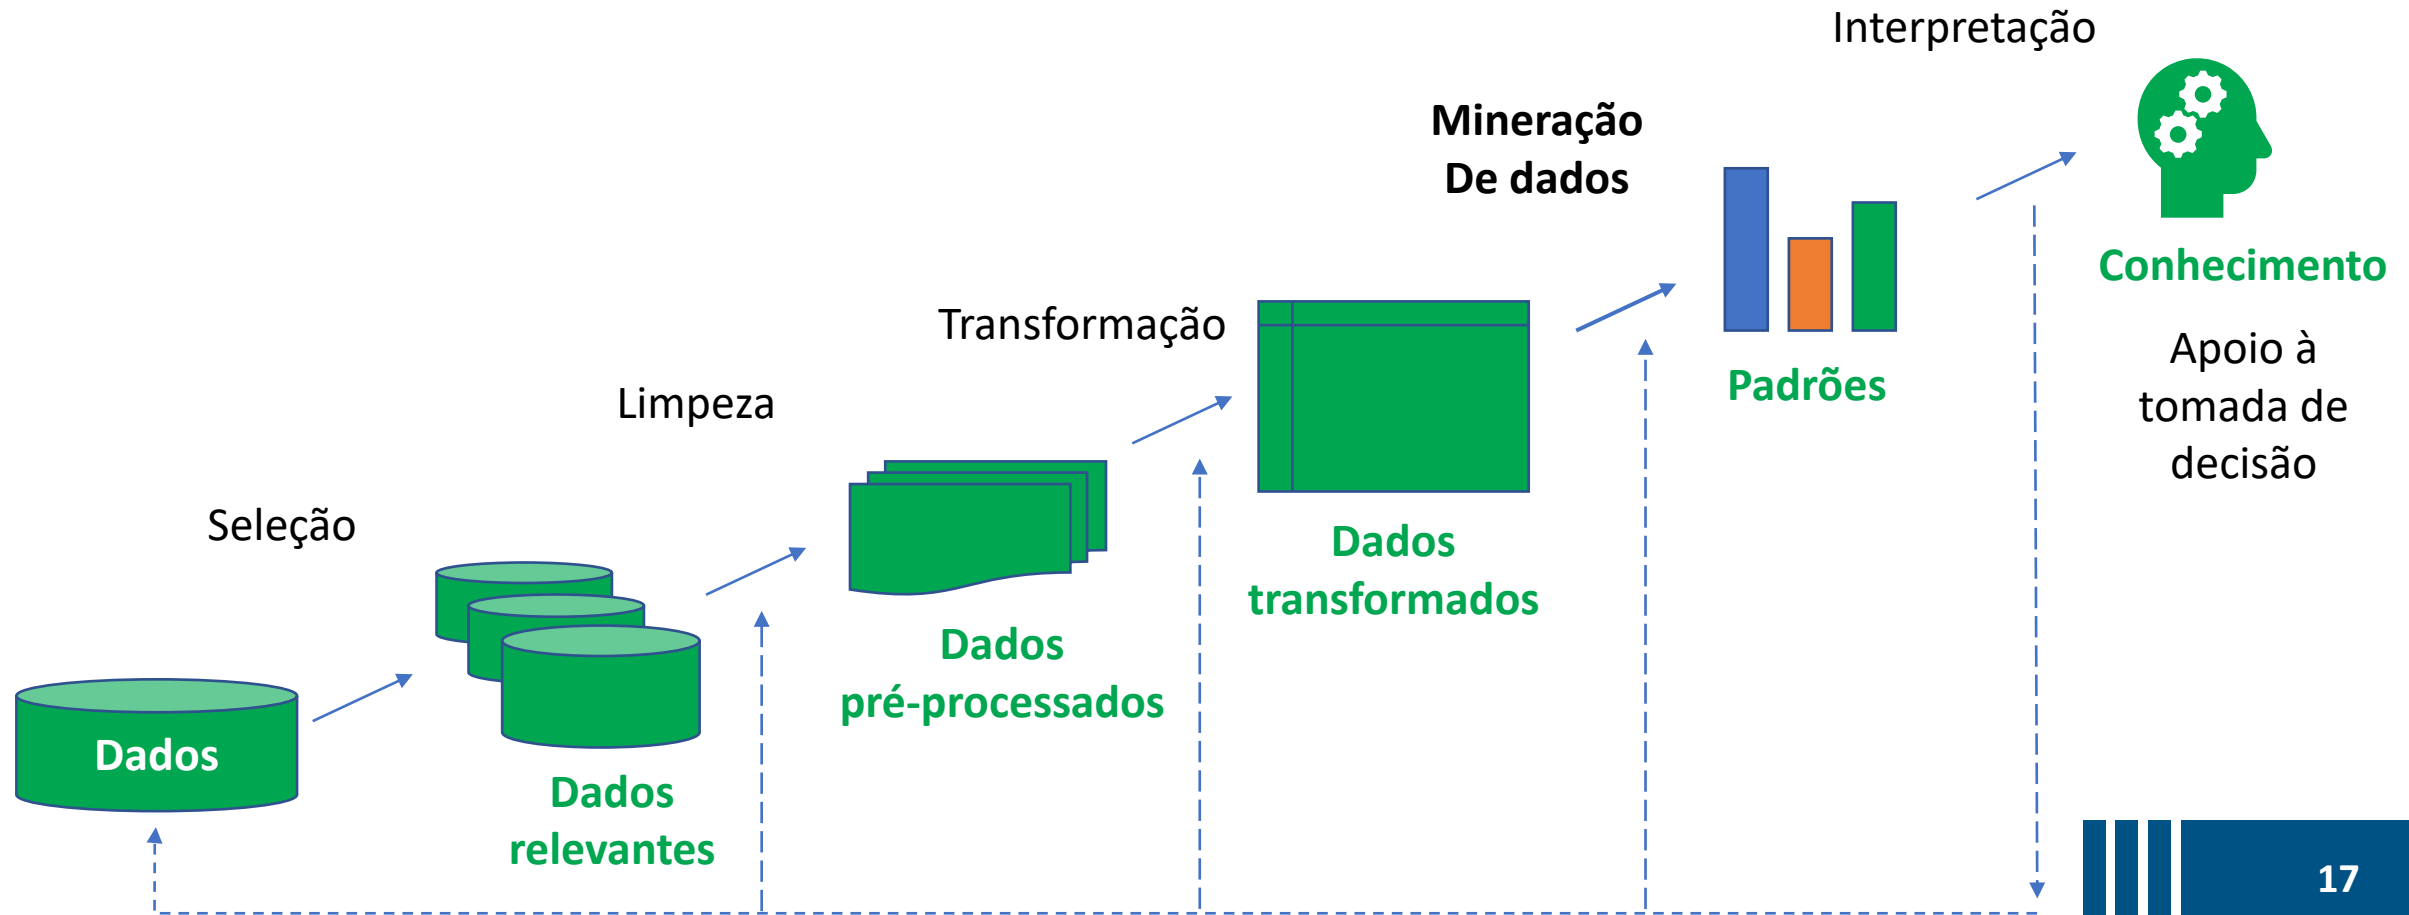 Interpretação
Mineração
De dados
Conhecimento
Apoio à
tomada de
decisão
Padrões
Transformação
Dados
transformados
Limpeza
Dados
pré-processados
Seleção
Dados
relevantes
Dados
17